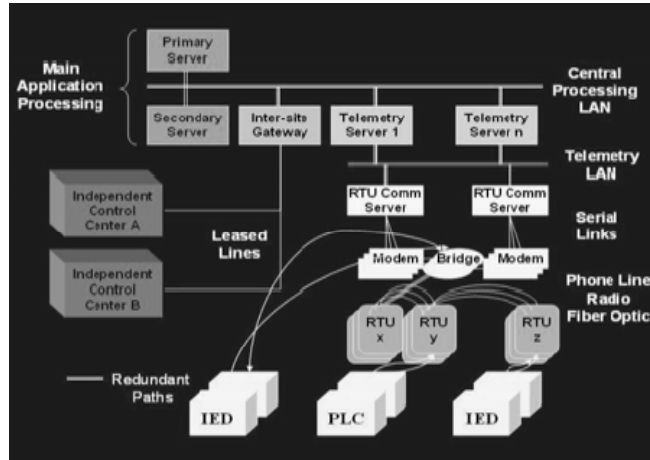 Main
Application
Processing
Primary
Server
Central
Processing
LAN
Secondary
Server
Inter-site
Gateway
Telemetry
Server 1
Telemetry
Server n
Telemetry
LAN
RTU Comm
Server
RTU Comm
Server
Independent
Control
Center A
Serial
Links
Leased
Lines
Modem
Bridge
Modem
Independent
Control
Center B
Phone Line
Radio
Fiber Optic
RTU
x
RTU
y
RTU
z
Redundant
Paths
IED
PLC
IED